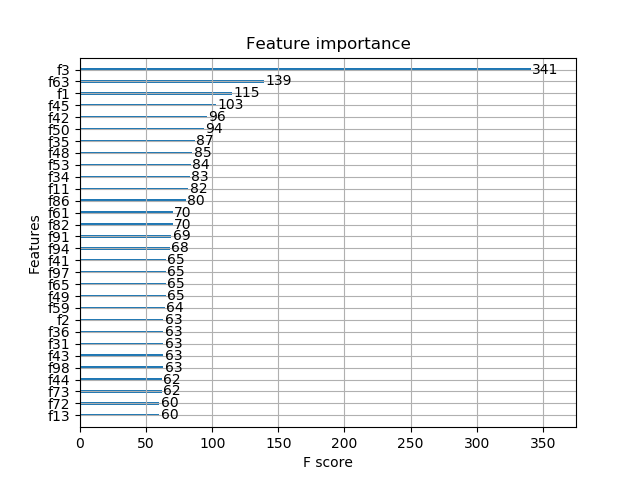 Feature importance
f3 341
f63 139
f1 115
f45 103
f42 96
f50 94
f35 87
f48 85
f53 84
f34 83
f11 82
f86 80
f61 70
f82 70
f91 69
f94 68
f41 65
f97 65
f65 65
f49 65
f59 64
f2 63
f36 63
f31 63
f43 63
f98 63
f44 62
f73 62
f72 60
f13 60
Features
0 50 100 150 200 250 300 350
F score